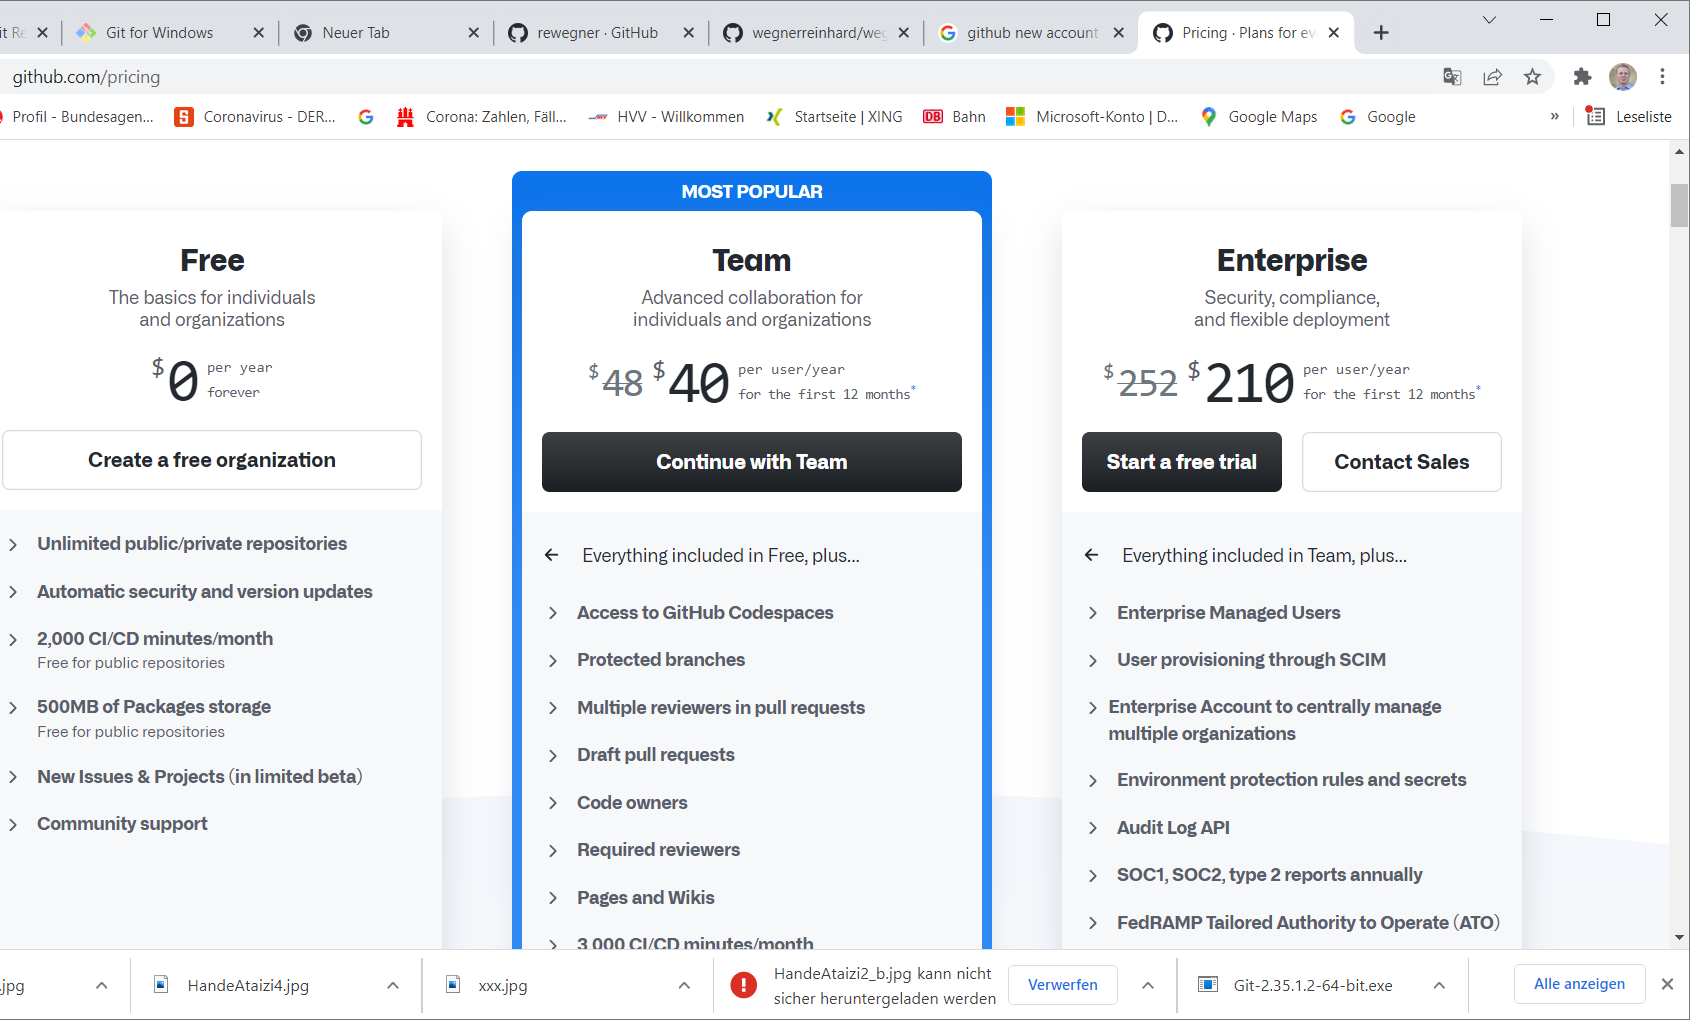 it Re
Git for Windows
Neuer Tab
rewegner · GitHub
wegnerreinhard/weg
github new account
Pricing · Plans for eve
github.com/pricing
Profil - Bundesagen...
Coronavirus - DER...
Corona: Zahlen, Fäll...
HVV - Willkommen
Startseite | XING
DB Bahn
Microsoft-Konto | D...
Google Maps
Google
»
Leseliste
MOST POPULAR
Free
The basics for individuals
and organizations
$0 per year
forever
Create a free organization
Unlimited public/private repositories
Automatic security and version updates
2,000 CI/CD minutes/month
Free for public repositories
500MB of Packages storage
Free for public repositories
New Issues & Projects (in limited beta)
Community support
Team
Advanced collaboration for
individuals and organizations
$48 $40 per user/year
for the first 12 months*
Continue with Team
Everything included in Free, plus...
Access to GitHub Codespaces
Protected branches
Multiple reviewers in pull requests
Draft pull requests
Code owners
Required reviewers
Pages and Wikis
3,000 CI/CD minutes/month
Enterprise
Security, compliance,
and flexible deployment
$252 $210 per user/year
for the first 12 months*
Start a free trial
Contact Sales
Everything included in Team, plus...
Enterprise Managed Users
User provisioning through SCIM
Enterprise Account to centrally manage
multiple organizations
Environment protection rules and secrets
Audit Log API
SOC1, SOC2, type 2 reports annually
FedRAMP Tailored Authority to Operate (ATO)
.jpg
HandeAtaizi4.jpg
xxx.jpg
HandeAtaizi2_b.jpg kann nicht
sicher heruntergeladen werden
Verwerfen
Git-2.35.1.2-64-bit.exe
Alle anzeigen